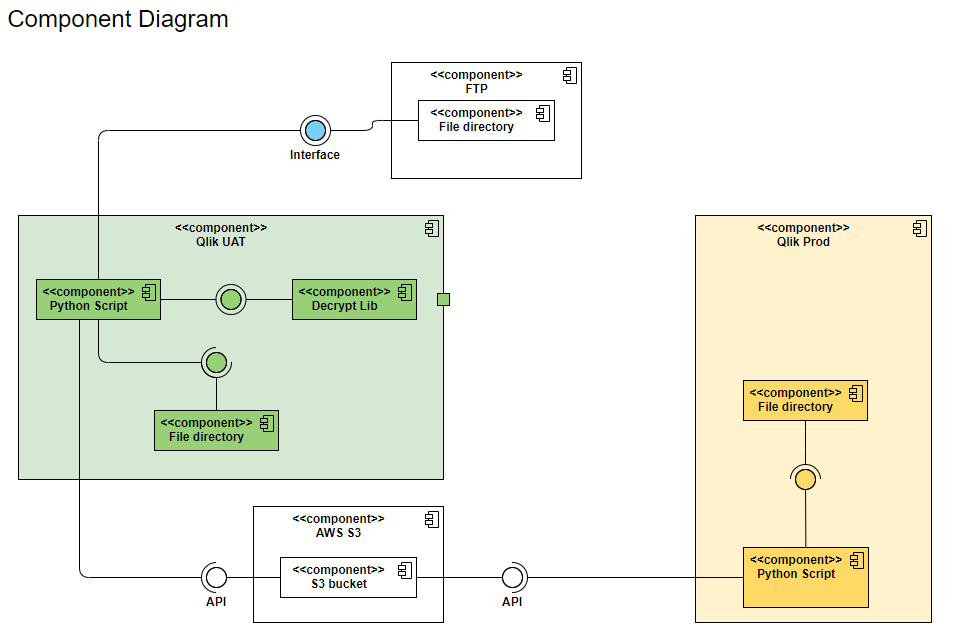 Component Diagram
<<component>>
FTP
<<component>>
File directory
Interface
<<component>>
Qlik UAT
<<component>>
Python Script
<<component>>
Decrypt Lib
<<component>>
File directory
<<component>>
Qlik Prod
<<component>>
File directory
<<component>>
Python Script
<<component>>
AWS S3
<<component>>
S3 bucket
API
API